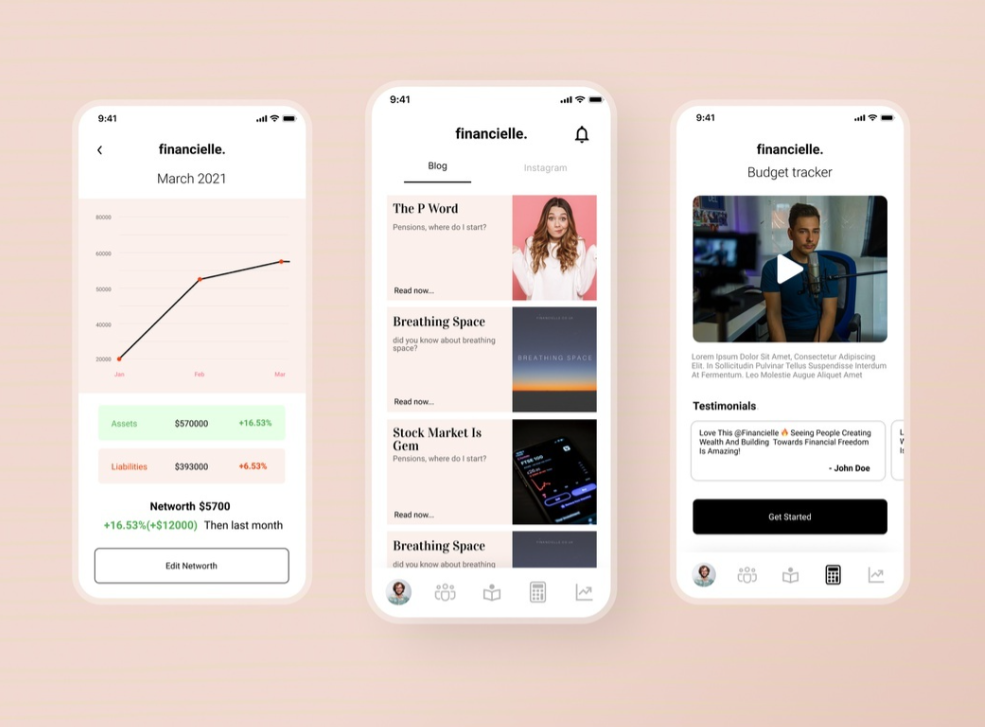 9:41
financielle.
March 2021
80000
60000
50000
40000
30000
Jan Feb Mar
Assets $570000 +16.53%
Liabilities $393000 +6.53%
Networth $5700
+16.53%(+$12000) Then last month
Edit Networth
9:41
financielle.
Blog Instagram
The P Word
Pensions, where do I start?
Read now...
Breathing Space
did you know about breathing
space?
Read now...
BREATHING SPACE
Stock Market Is
Gem
Pensions, where do I start?
Read now...
FTSE 100
Breathing Space
did you know about breathing
9:41
financielle.
Budget tracker
Lorem Ipsum Dolor Sit Amet, Consectetur Adipiscing
Elit. In Sollicitudin Pulvinar Tellus Suspendisse Interdum
At Fermentum. Leo Molestie Augue Aliquet Amet
Testimonials
Love This @Financielle 🔥 Seeing People Creating
Wealth And Building Towards Financial Freedom
Is Amazing!
- John Doe
Get Started